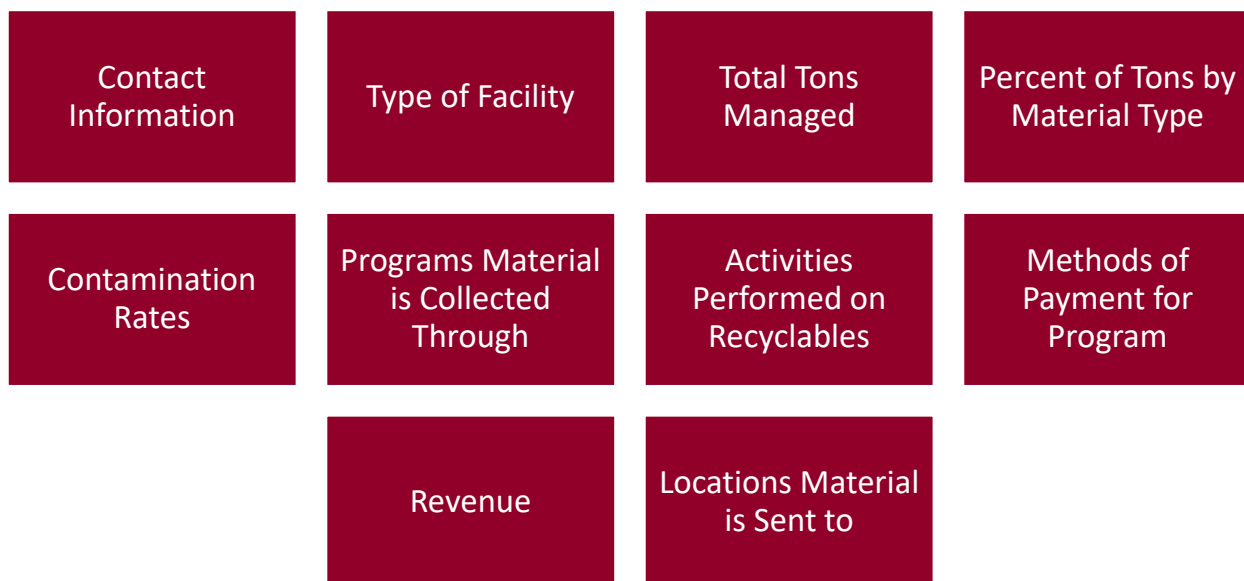 Contact
Information
Type of Facility
Total Tons
Managed
Percent of Tons by
Material Type
Contamination
Rates
Programs Material
is Collected
Through
Activities
Performed on
Recyclables
Methods of
Payment for
Program
Revenue
Locations Material
is Sent to